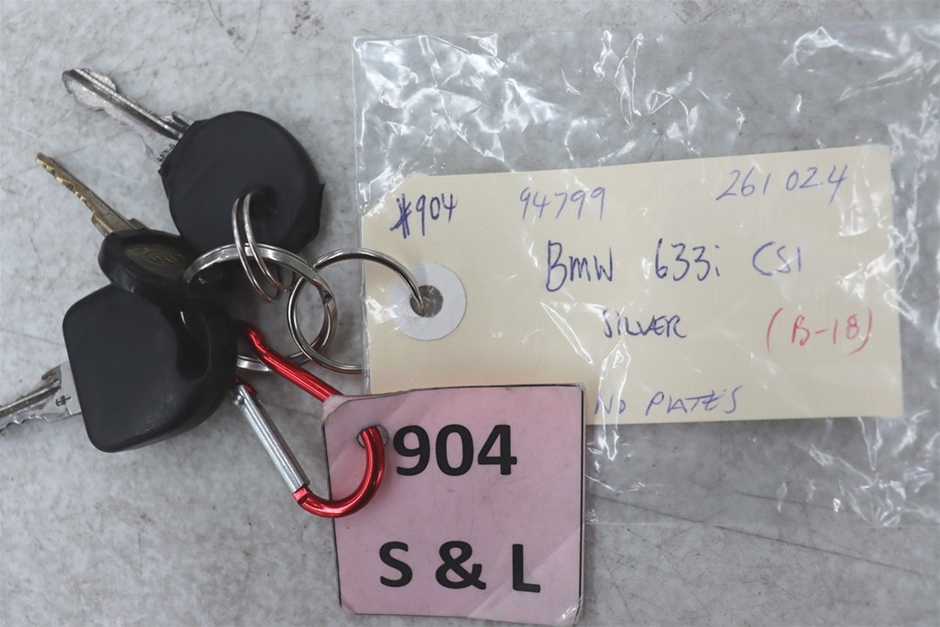 #904 94799 261024
BMW 633i CSI
SILVER (B-18)
NO PLATES
904
S & L